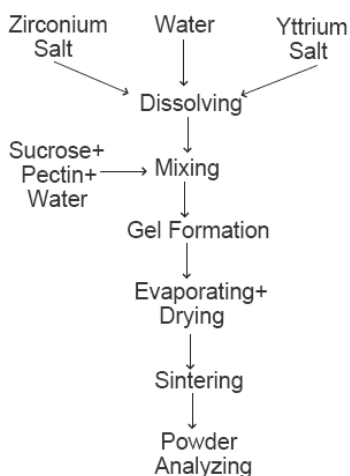 Zirconium
Salt
Water
Yttrium
Salt
Dissolving
Sucrose+
Pectin+
Water
Mixing
Gel Formation
Evaporating+
Drying
Sintering
Powder
Analyzing